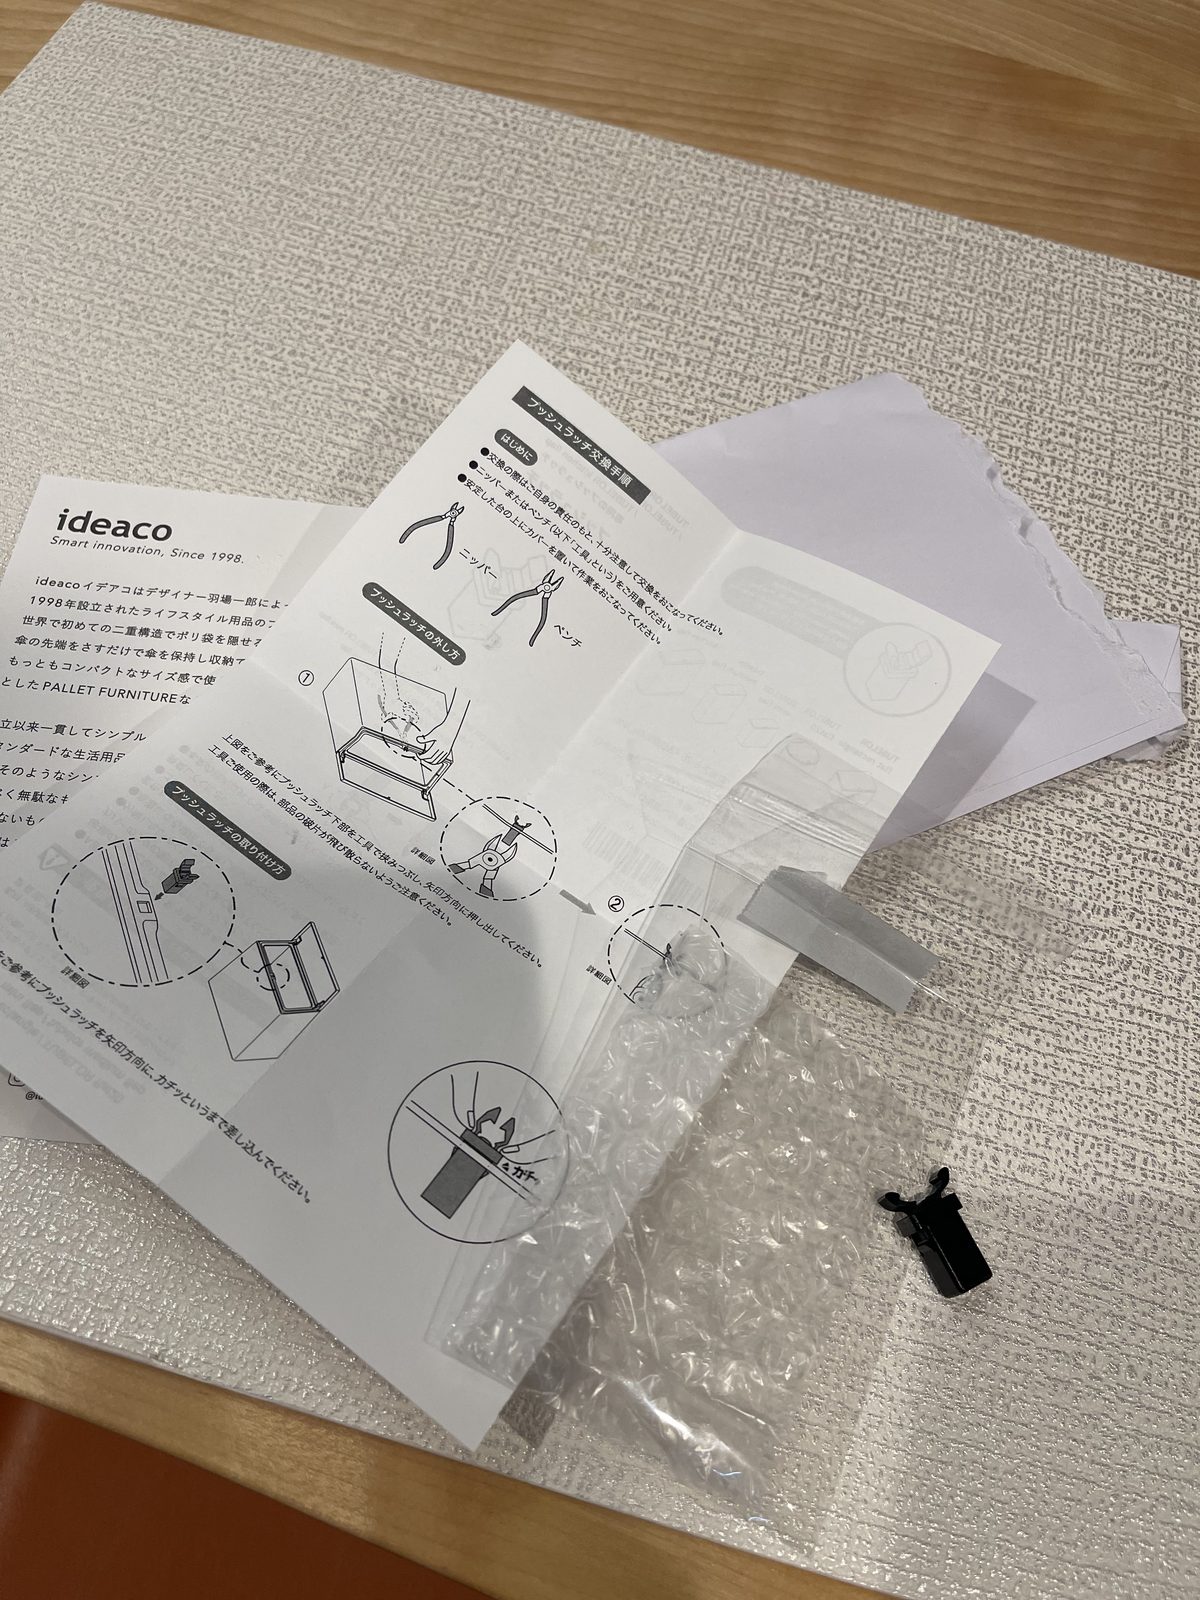 ideaco
Smart innovation, Since 1998.
ideacoイデアコはデザイナー羽場一郎によっ
1998年設立されたライフスタイル用品のブ
世界で初めての二重構造でポリ袋を隠せる
傘の先端をさすだけで傘を保持し収納で
もっともコンパクトなサイズ感で使
としたPALLET FURNITUREな
立以来一貫してシンプル
タンダードな生活用品
そのようなシンプ
く無駄なキ
ないもの
は
プッシュラッチ交換手順
はじめに
●交換の際はご自身の責任のもと、十分注意して交換をおこなってください。
●ニッパーまたはペンチ(以下「工具」という)をご用意ください。
●安定した台の上にカバーを置いて作業をおこなってください。
ニッパー
ペンチ
プッシュラッチの外し方
①
詳細図
②
詳細図
上図をご参考にプッシュラッチ下部を工具で挟みつぶし、矢印方向に押し出してください。
工具ご使用の際は、部品の破片が飛び散らないようご注意ください。
プッシュラッチの取り付け方
詳細図
をご参考にプッシュラッチを矢印方向に、カチッというまで差し込んでください。
カチッ